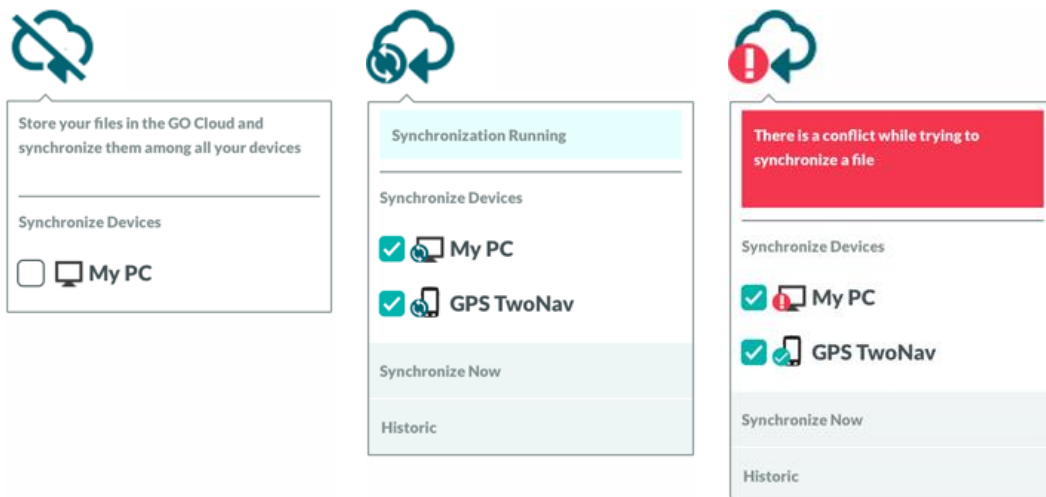 Store your files in the GO Cloud and
synchronize them among all your devices
Synchronize Devices
My PC
Synchronization Running
Synchronize Devices
My PC
GPS TwoNav
Synchronize Now
Historic
There is a conflict while trying to
synchronize a file
Synchronize Devices
My PC
GPS TwoNav
Synchronize Now
Historic